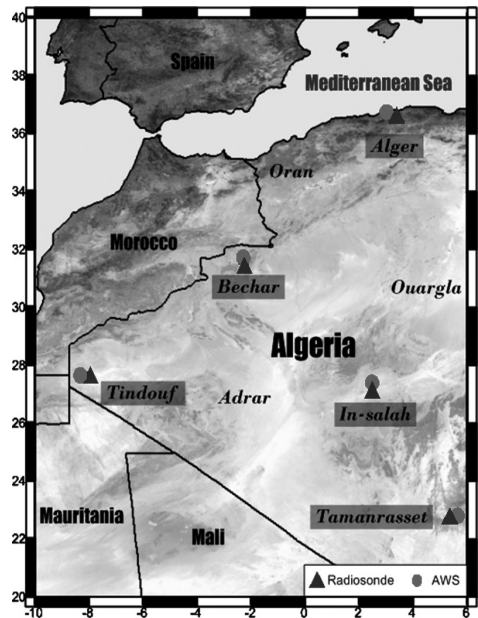 40
38
36
34
32
30
28
26
24
22
20
Spain
Mediterranean Sea
Alger
Oran
Morocco
Bechar
Ouargla
Algeria
Tindouf
Adrar
In-salah
Mauritania
Mali
Tamanrasset
Radiosonde
AWS
-10 -8 -6 -4 -2 0 2 4 6